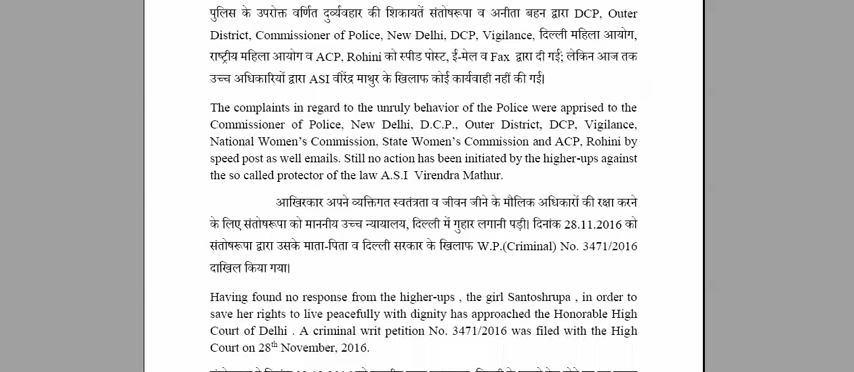 पुलिस के उपरोक्त वर्णित दुर्व्यवहार की शिकायतें संतोषरूपा व अनीता बहन द्वारा DCP, Outer
District, Commissioner of Police, New Delhi, DCP, Vigilance, दिल्ली महिला आयोग,
राष्ट्रीय महिला आयोग व ACP, Rohini को स्पीड पोस्ट, ई-मेल व Fax द्वारा दी गई; लेकिन आज तक
उच्च अधिकारियों द्वारा ASI वीरेंद्र माथुर के खिलाफ कोई कार्यवाही नहीं की गई।
The complaints in regard to the unruly behavior of the Police were apprised to the
Commissioner of Police, New Delhi, D.C.P., Outer District, DCP, Vigilance,
National Women's Commission, State Women's Commission and ACP, Rohini by
speed post as well emails. Still no action has been initiated by the higher-ups against
the so called protector of the law A.S.I Virendra Mathur.
आखिरकार अपने व्यक्तिगत स्वतंत्रता व जीवन जीने के मौलिक अधिकारों की रक्षा करने
के लिए संतोषरूपा को माननीय उच्च न्यायालय, दिल्ली में गुहार लगानी पड़ी। दिनांक 28.11.2016 को
संतोषरूपा द्वारा उसके माता-पिता व दिल्ली सरकार के खिलाफ W.P.(Criminal) No. 3471/2016
दाखिल किया गया।
Having found no response from the higher-ups , the girl Santoshrupa , in order to
save her rights to live peacefully with dignity has approached the Honorable High
Court of Delhi . A criminal writ petition No. 3471/2016 was filed with the High
Court on 28th November, 2016.